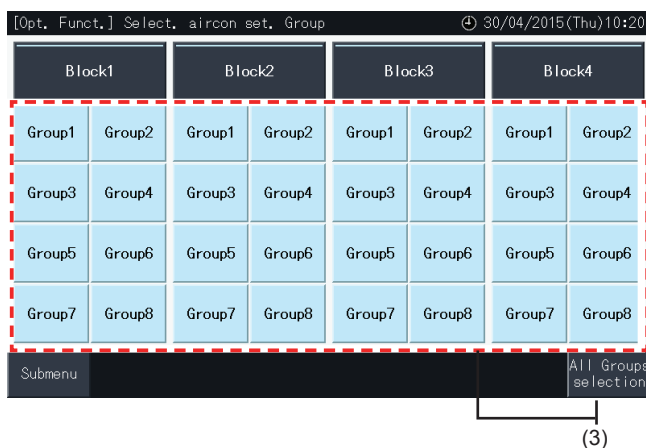 [Opt. Funct.] Select. aircon set. Group 30/04/2015(Thu)10:20
Block1 Block2 Block3 Block4
Group1 Group2 Group1 Group2 Group1 Group2 Group1 Group2
Group3 Group4 Group3 Group4 Group3 Group4 Group3 Group4
Group5 Group6 Group5 Group6 Group5 Group6 Group5 Group6
Group7 Group8 Group7 Group8 Group7 Group8 Group7 Group8
Submenu
All Groups
selection
(3)